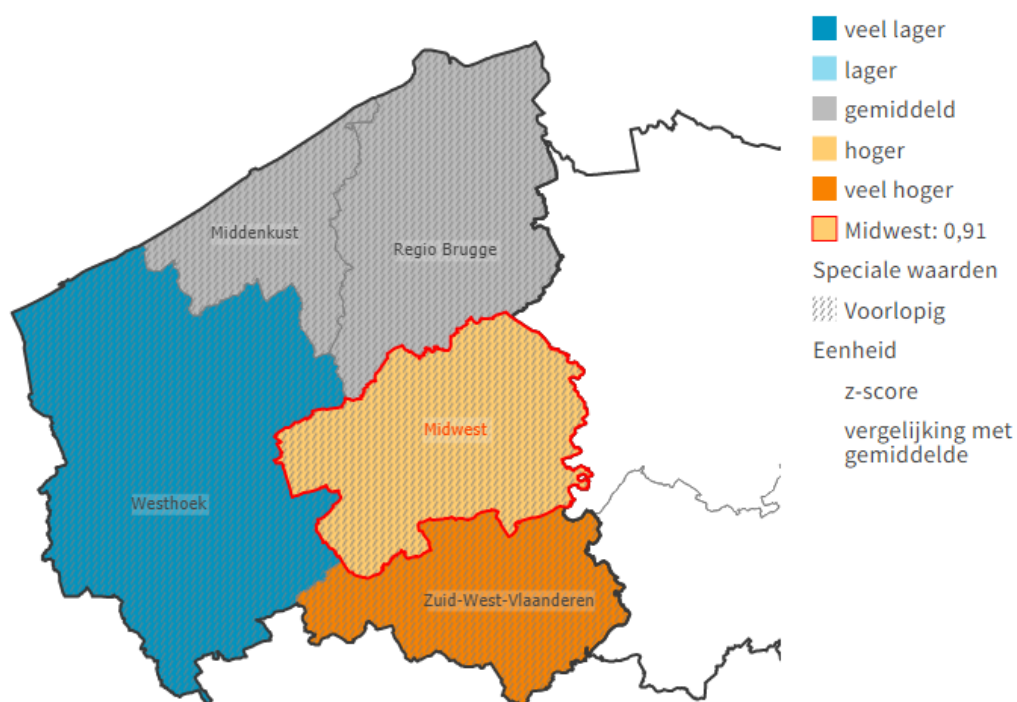 Middenkust
Regio Brugge
Midwest
Westhoek
Zuid-West-Vlaanderen
veel lager
lager
gemiddeld
hoger
veel hoger
Midwest: 0,91
Speciale waarden
Voorlopig
Eenheid
z-score
vergelijking met
gemiddelde